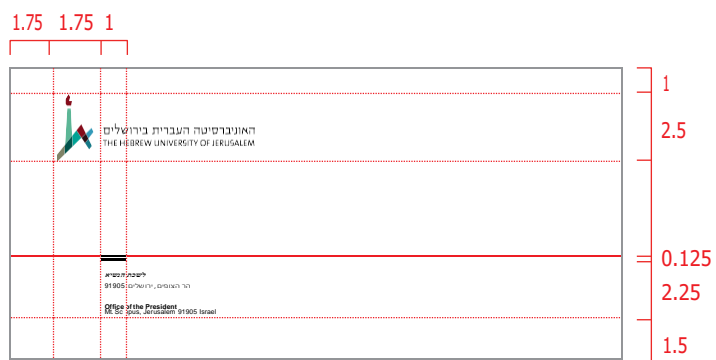 1.75 1.75 1
1
האוניברסיטה העברית בירושלים
THE HEBREW UNIVERSITY OF JERUSALEM
2.5
0.125
לשכת הנשיא
הר הצופים, ירושלים 91905
2.25
Office of the President
Mt. Scopus, Jerusalem 91905 Israel
1.5